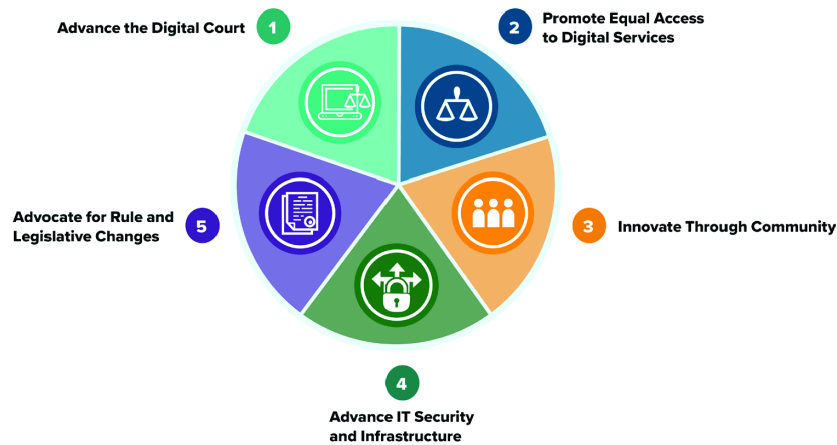 1
Advance the Digital Court
2
Promote Equal Access
to Digital Services
3
Innovate Through Community
4
Advance IT Security
and Infrastructure
5
Advocate for Rule and
Legislative Changes